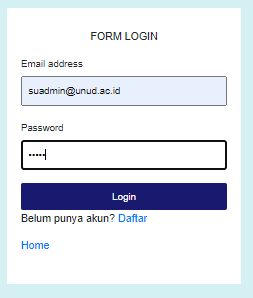 FORM LOGIN
Email address
suadmin@unud.ac.id
Password
•••••
Login
Belum punya akun? Daftar
Home